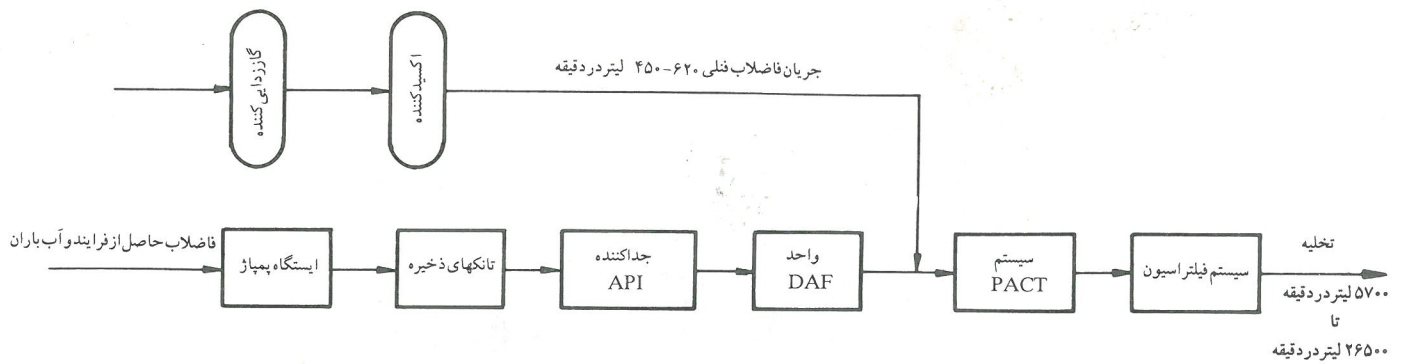 گاززدایی کننده
اکسید کننده
جریان فاضلاب فنلی ۶۲۰-۴۵۰ لیتر در دقیقه
فاضلاب حاصل از فرایند و آب باران
ایستگاه پمپاژ
تانکهای ذخیره
جداکننده
API
واحد
DAF
سیستم
PACT
سیستم فیلتراسیون
تخلیه
۵۷۰۰ لیتر در دقیقه
تا
۲۶۵۰۰ لیتر در دقیقه